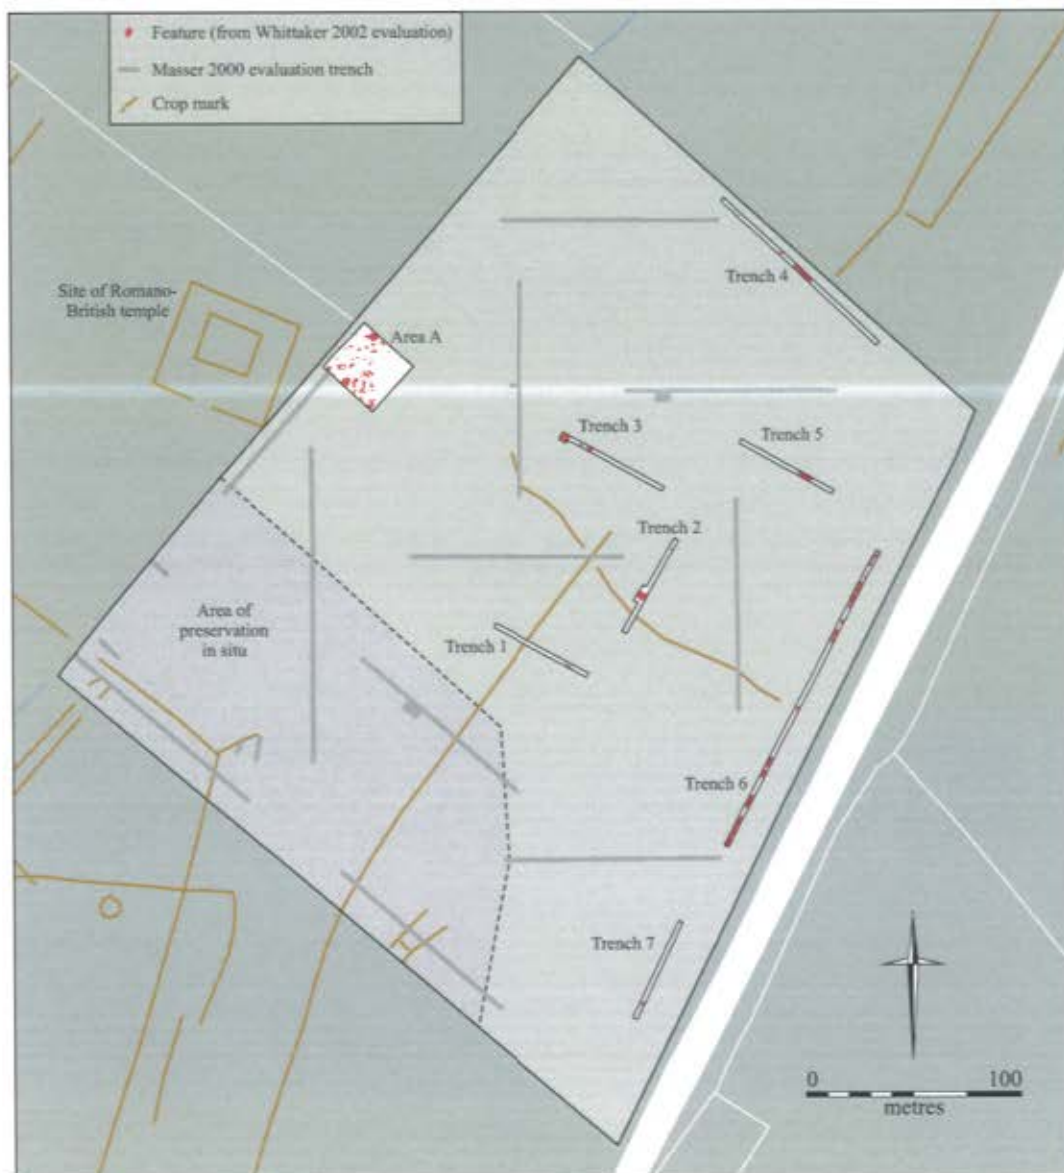 Feature (from Whittaker 2002 evaluation)
Masser 2000 evaluation trench
Crop mark
Trench 4
Site of Romano-
British temple
Area A
Trench 3
Trench 5
Trench 2
Area of
preservation
in situ
Trench 1
Trench 6
Trench 7
0 100
metres